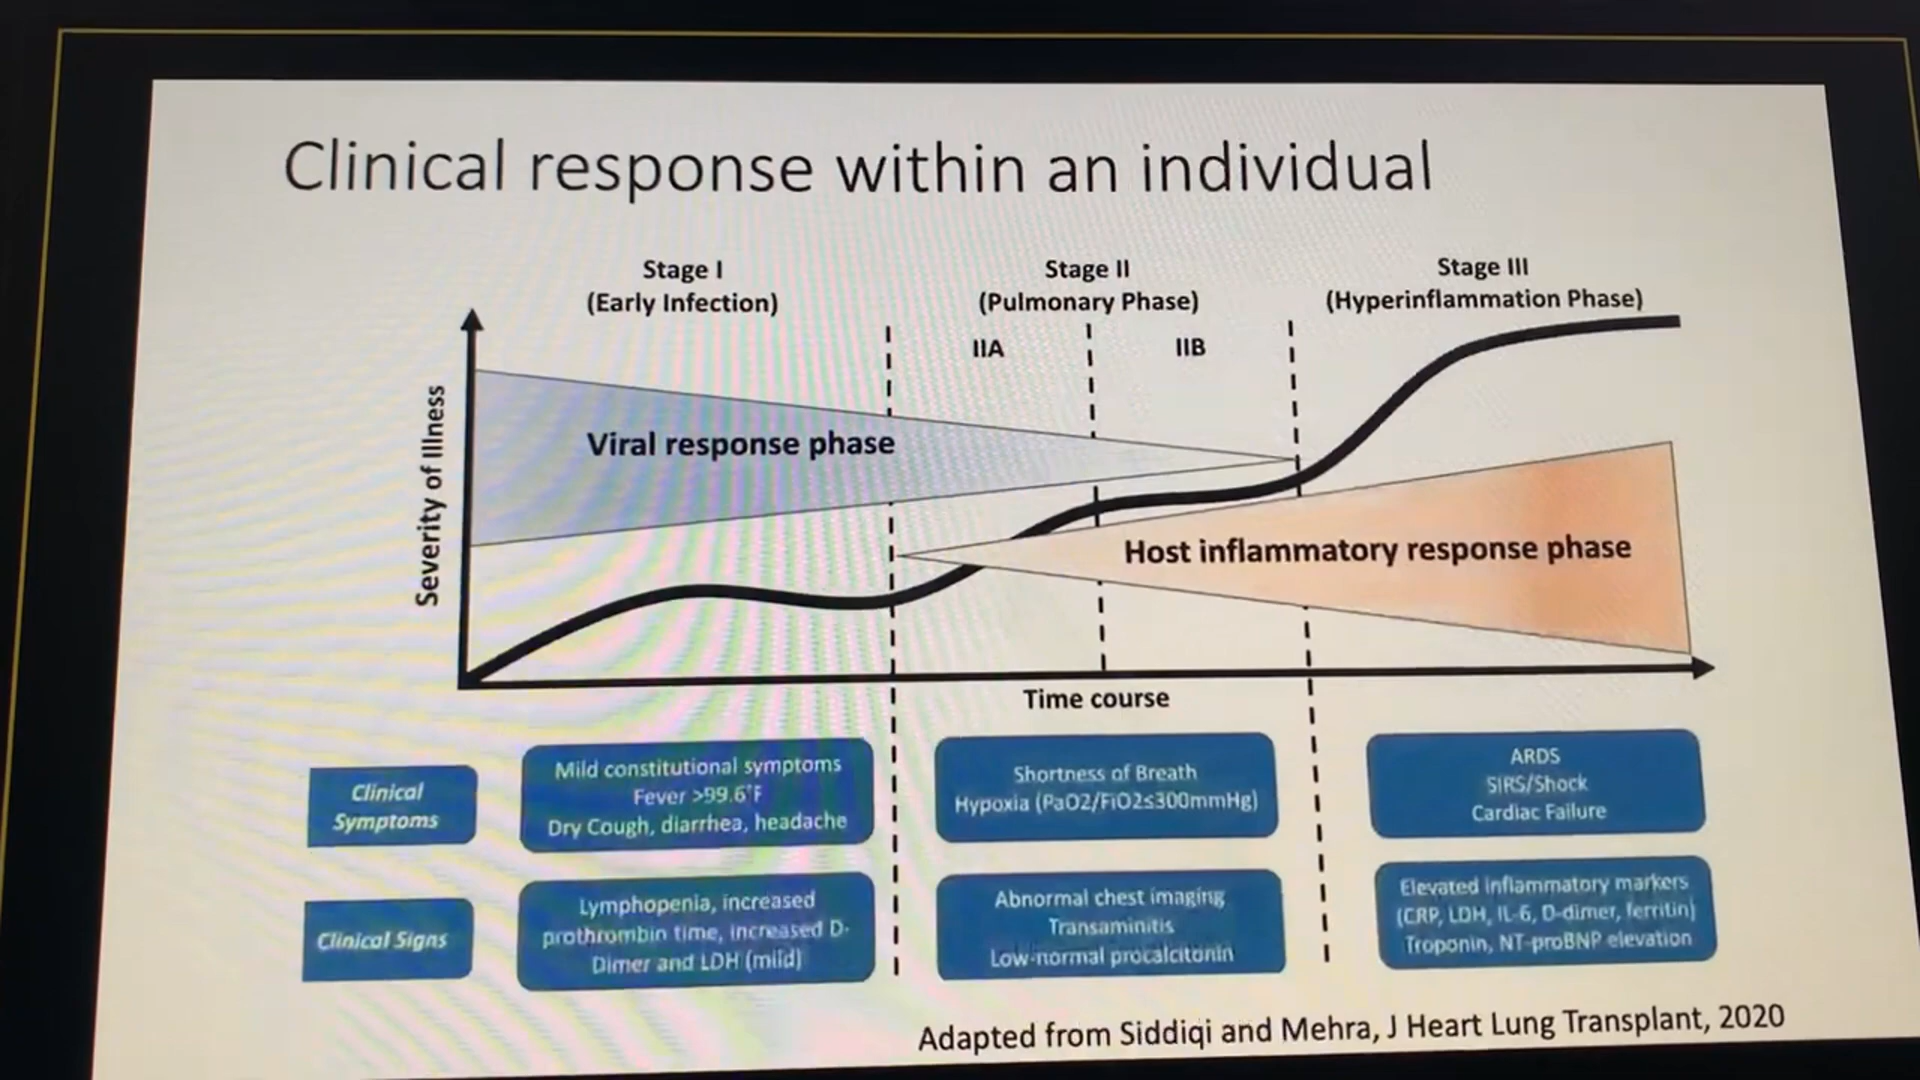 Clinical response within an individual
Stage I
(Early Infection)
Stage II
(Pulmonary Phase)
Stage III
(Hyperinflammation Phase)
IIA
IIB
Severity of Illness
Viral response phase
Host inflammatory response phase
Time course
Clinical
Symptoms
Mild constitutional symptoms
Fever >99.6°F
Dry Cough, diarrhea, headache
Shortness of Breath
Hypoxia (PaO2/FiO2≤300mmHg)
ARDS
SIRS/Shock
Cardiac Failure
Clinical Signs
Lymphopenia, increased
prothrombin time, increased D-
Dimer and LDH (mild)
Abnormal chest imaging
Transaminitis
Low-normal procalcitonin
Elevated inflammatory markers
(CRP, LDH, IL-6, D-dimer, ferritin)
Troponin, NT-proBNP elevation
Adapted from Siddiqi and Mehra, J Heart Lung Transplant, 2020